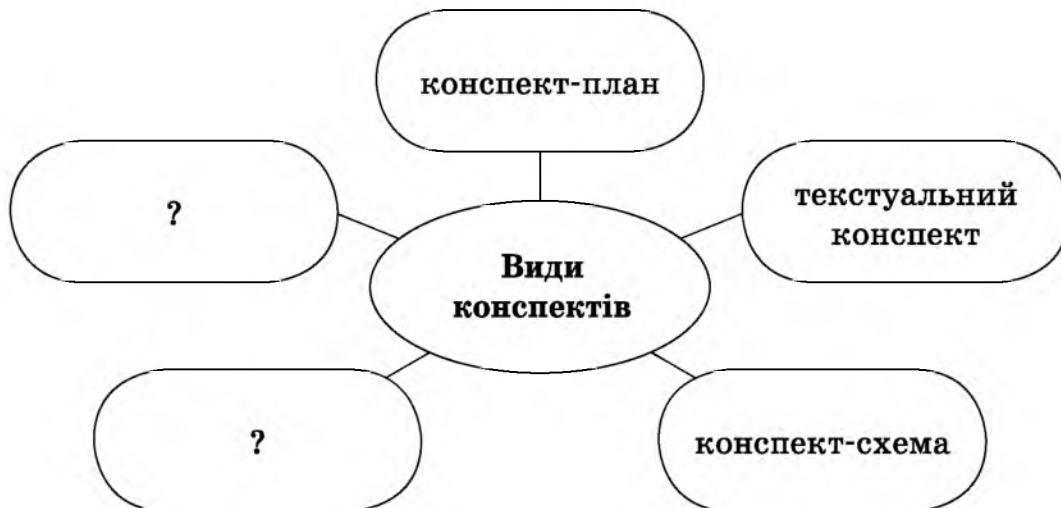 конспект-план
?
текстуальний
конспект
Види
конспектів
?
конспект-схема